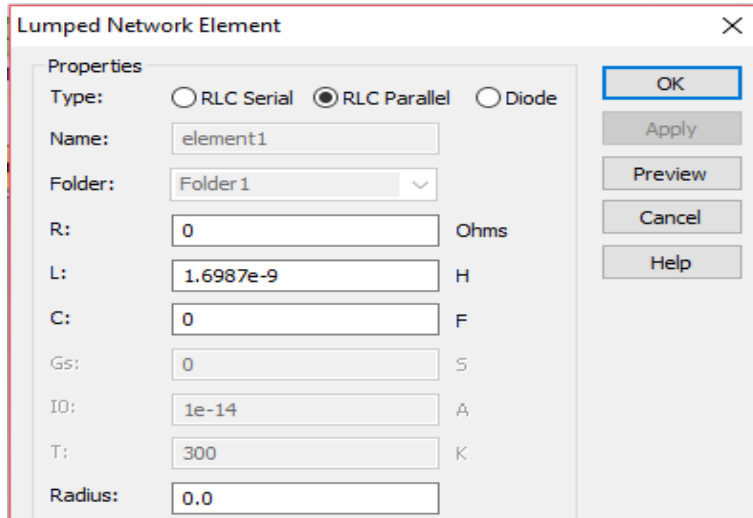 Lumped Network Element
Properties
Type: RLC Serial RLC Parallel Diode
OK
Name: element1
Apply
Folder: Folder1
Preview
R: 0 Ohms
Cancel
L: 1.6987e-9 H
Help
C: 0 F
Gs: 0 S
I0: 1e-14 A
T: 300 K
Radius: 0.0